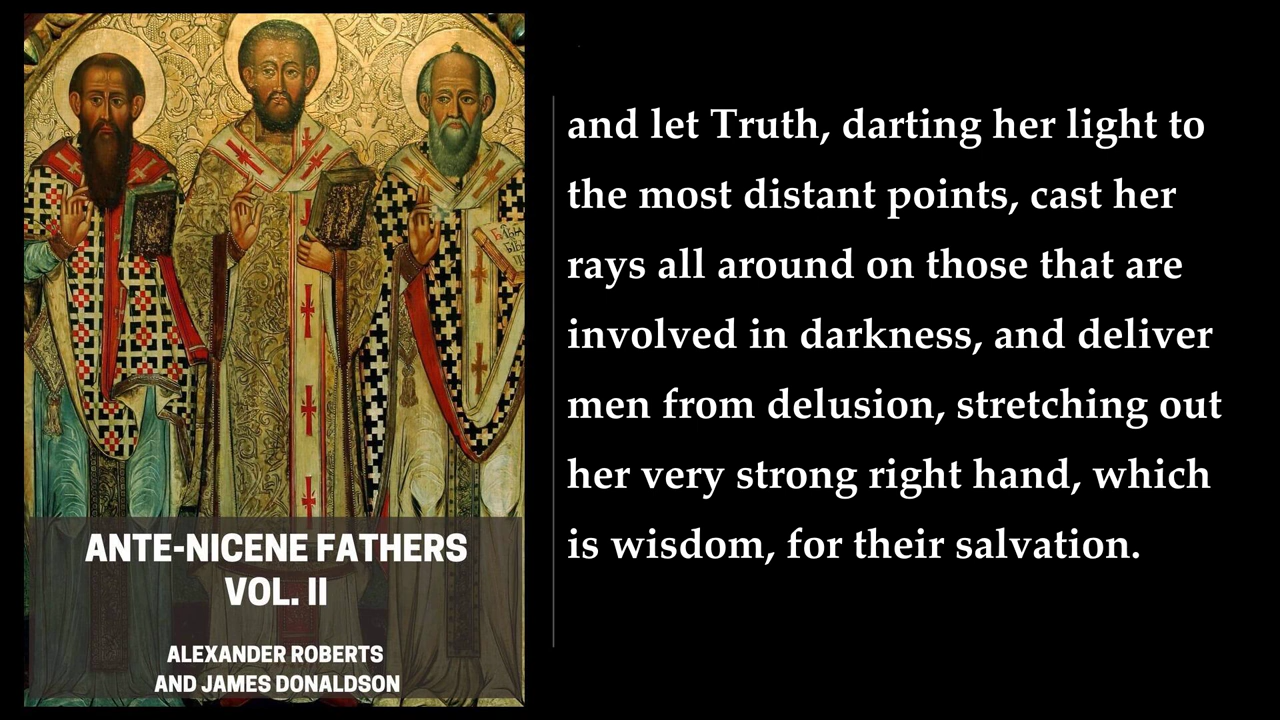 ANTE-NICENE FATHERS
VOL. II
ALEXANDER ROBERTS
AND JAMES DONALDSON
and let Truth, darting her light to
the most distant points, cast her
rays all around on those that are
involved in darkness, and deliver
men from delusion, stretching out
her very strong right hand, which
is wisdom, for their salvation.